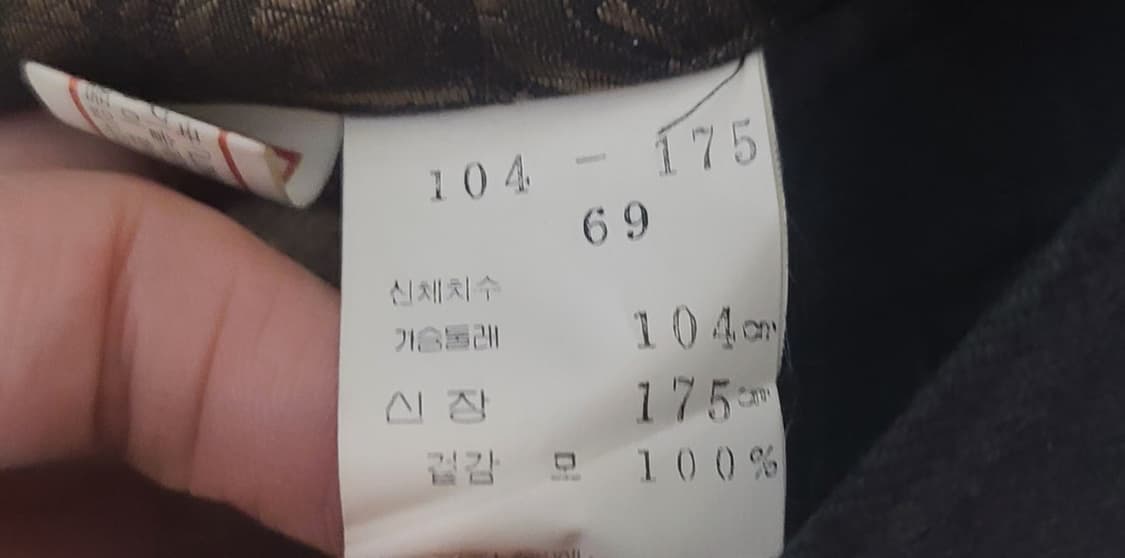 104 - 175
69
신체치수
가슴둘레 104cm
신장 175cm
겉감 모 100%